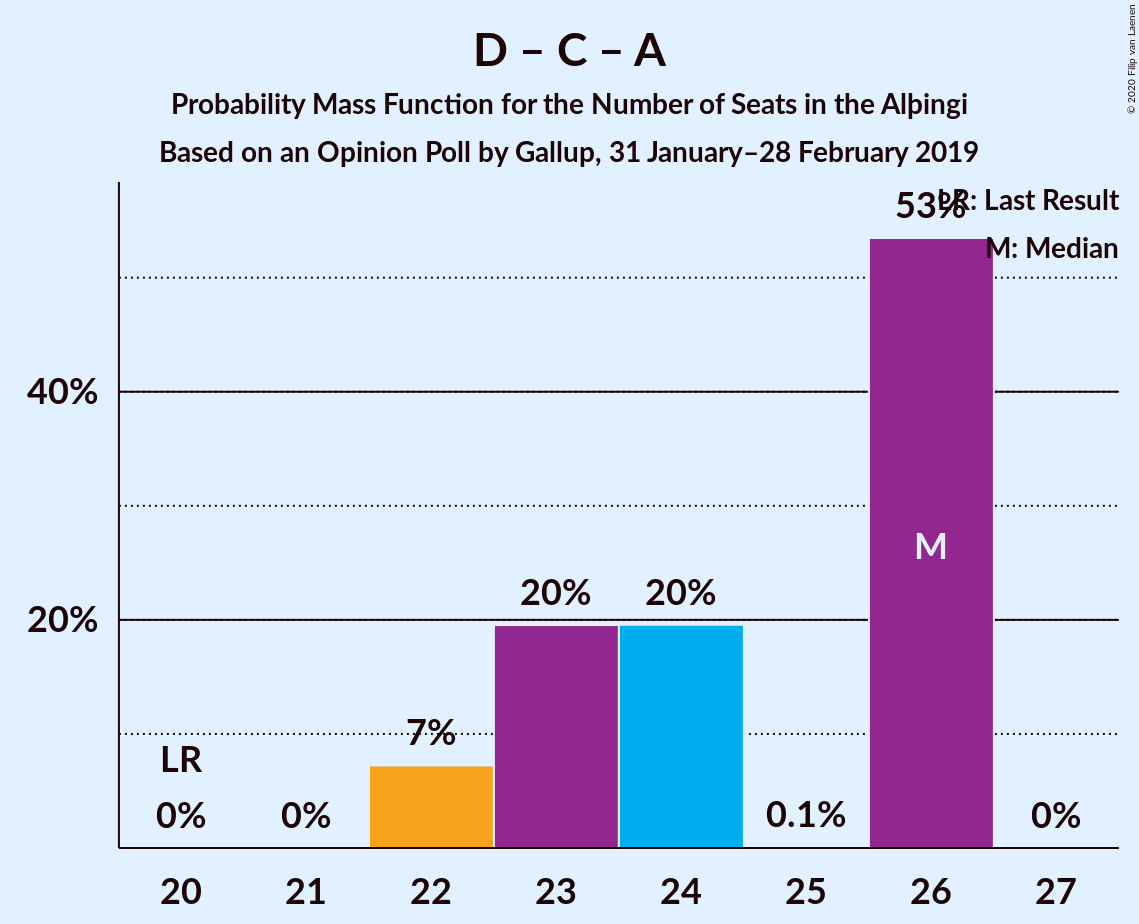 D – C – A
Probability Mass Function for the Number of Seats in the Alþingi
Based on an Opinion Poll by Gallup, 31 January–28 February 2019
© 2020 Filip van Laenen
LR: Last Result
M: Median
53%
40%
M
20%
20%
20%
7%
LR
0%
0%
0.1%
0%
20
21
22
23
24
25
26
27